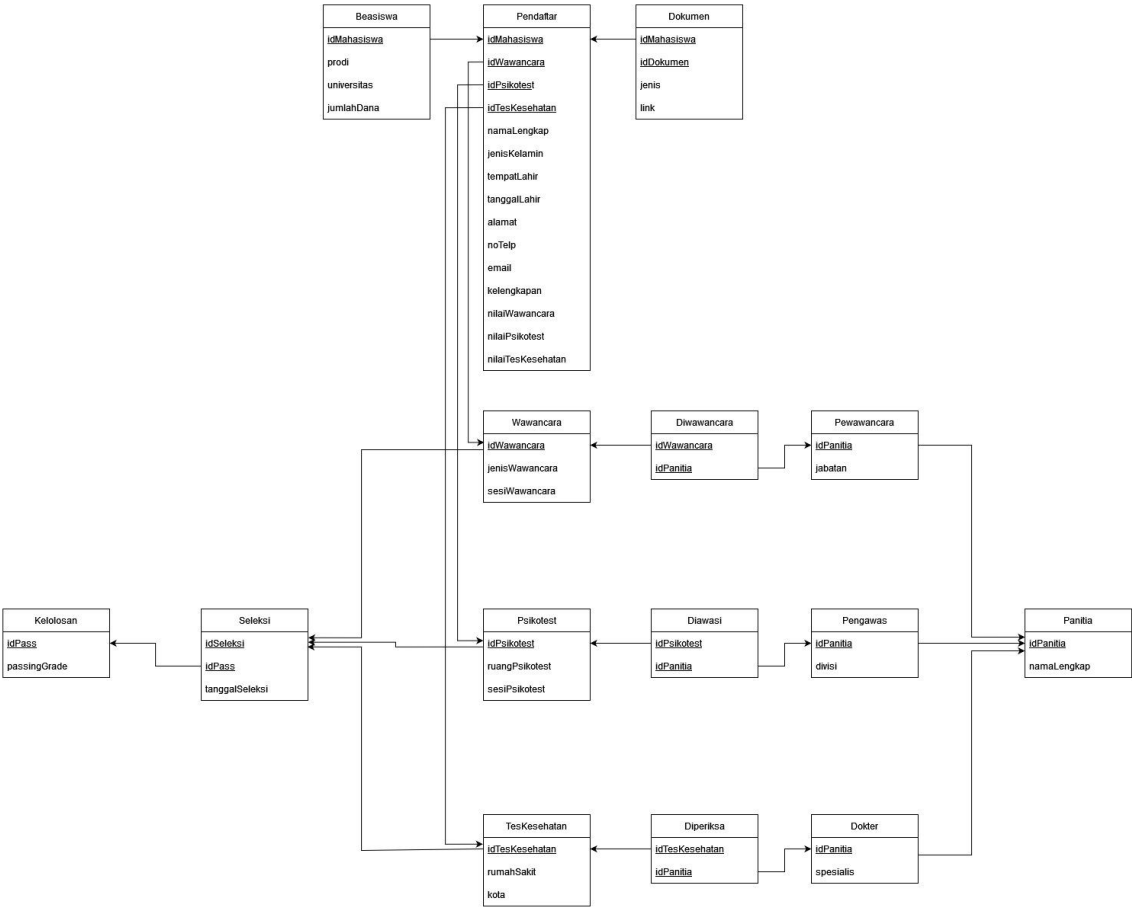 Beasiswa
idMahasiswa
prodi
universitas
jumlahDana
Pendaftar
idMahasiswa
idWawancara
idPsikotest
idTesKesehatan
namaLengkap
jenisKelamin
tempatLahir
tanggalLahir
alamat
noTelp
email
kelengkapan
nilaiWawancara
nilaiPsikotest
nilaiTesKesehatan
Dokumen
idMahasiswa
idDokumen
jenis
link
Wawancara
idWawancara
jenisWawancara
sesiWawancara
Diwawancara
idWawancara
idPanitia
Pewawancara
idPanitia
jabatan
Kelolosan
idPass
passingGrade
Seleksi
idSeleksi
idPass
tanggalSeleksi
Psikotest
idPsikotest
ruangPsikotest
sesiPsikotest
Diawasi
idPsikotest
idPanitia
Pengawas
idPanitia
divisi
Panitia
idPanitia
namaLengkap
TesKesehatan
idTesKesehatan
rumahSakit
kota
Diperiksa
idTesKesehatan
idPanitia
Dokter
idPanitia
spesialis